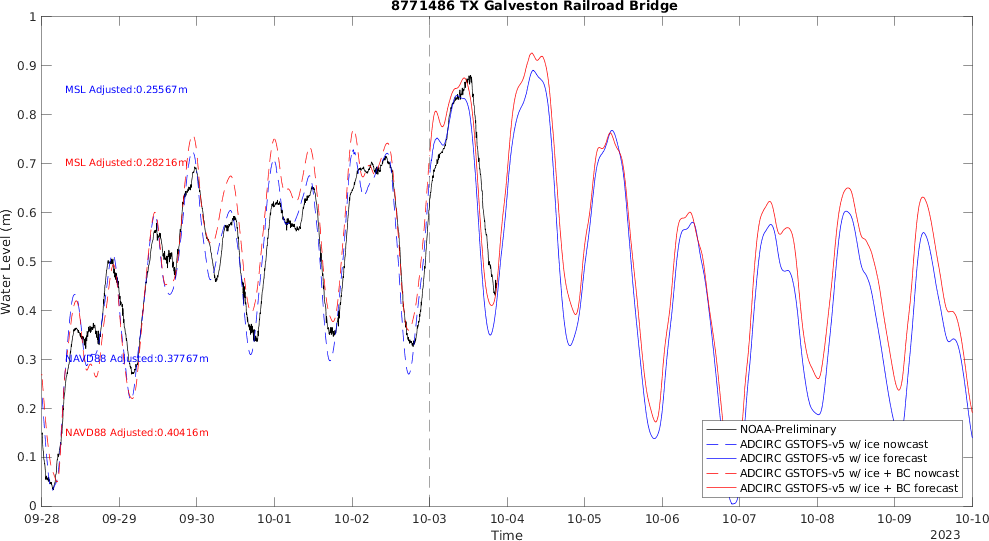 8771486 TX Galveston Railroad Bridge
1
0.9
0.8
0.7
0.6
0.5
0.4
0.3
0.2
0.1
0
Water Level (m)
MSL Adjusted:0.25567m
MSL Adjusted:0.28216m
NAVD88 Adjusted:0.37767m
NAVD88 Adjusted:0.40416m
NOAA-Preliminary
ADCIRC GSTOFS-v5 w/ ice nowcast
ADCIRC GSTOFS-v5 w/ ice forecast
ADCIRC GSTOFS-v5 w/ ice + BC nowcast
ADCIRC GSTOFS-v5 w/ ice + BC forecast
09-28 09-29 09-30 10-01 10-02 10-03 10-04 10-05 10-06 10-07 10-08 10-09 10-10
Time
2023